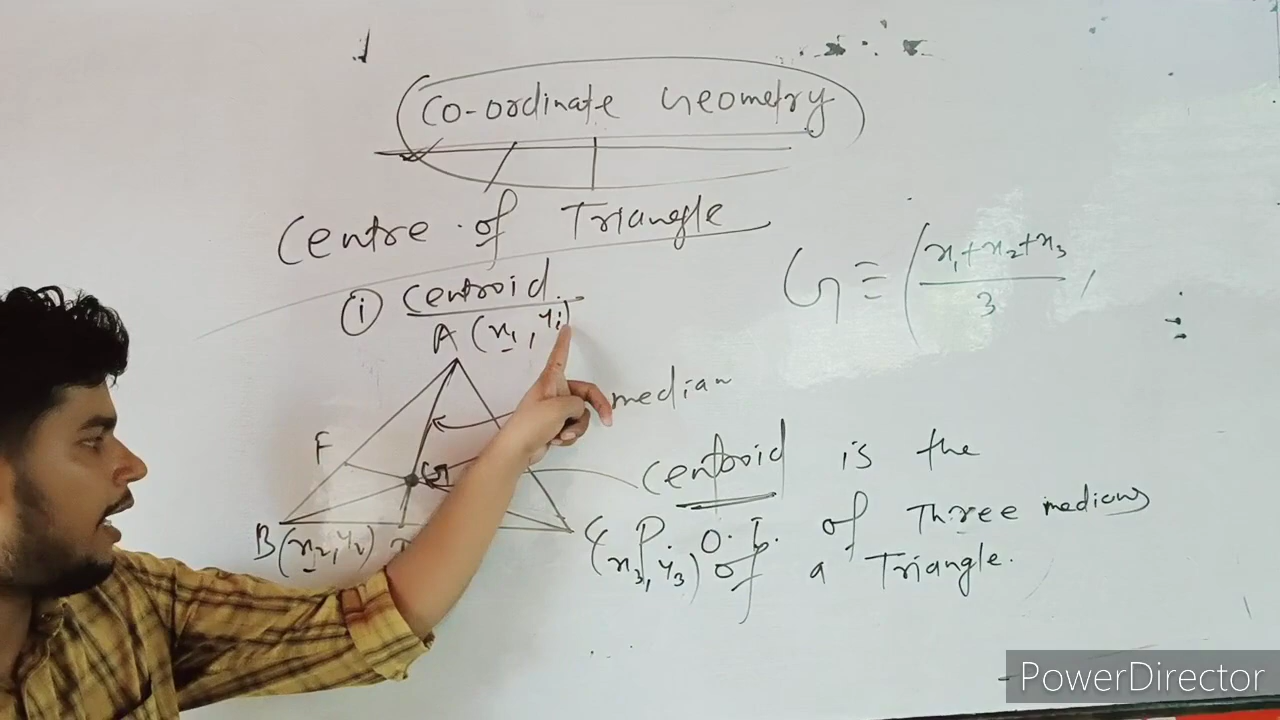 Co-ordinate Geometry
Centre of Triangle
(i) Centroid
A (x₁, y₁)
G ≡ (x₁+x₂+x₃ / 3 ,
median
F
G
Centroid is the
P.O.I. of Three medians
of a Triangle.
B (x₂, y₂)
C (x₃, y₃)
PowerDirector